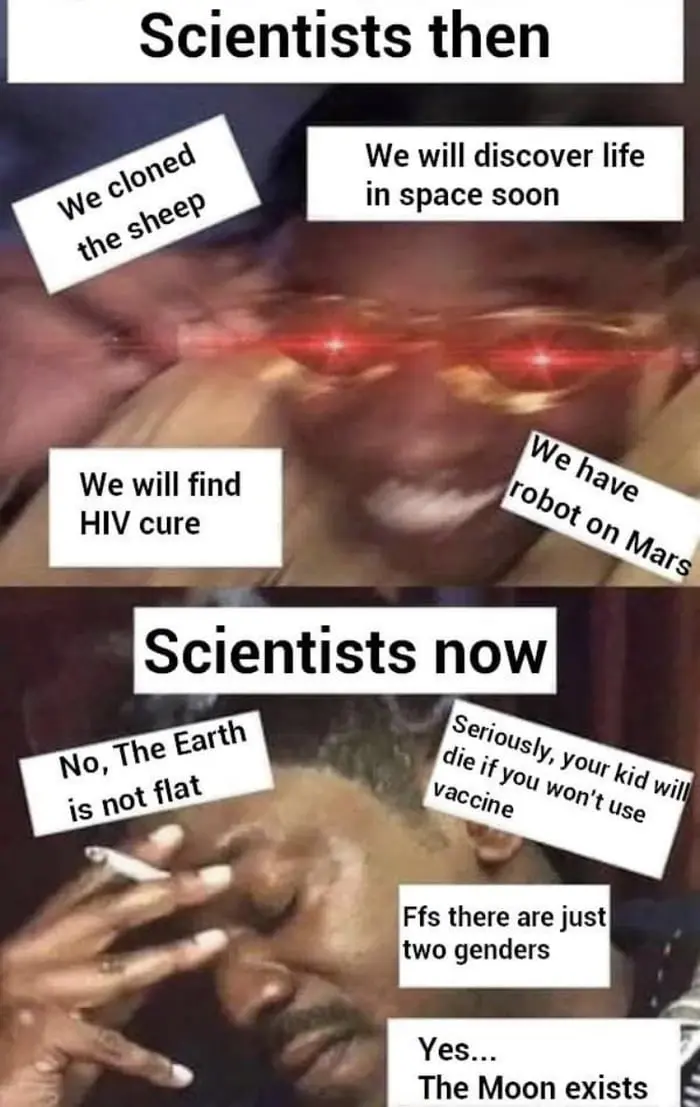 Scientists then
We cloned
the sheep
We will discover life
in space soon
We will find
HIV cure
We have
robot on Mars
Scientists now
No, The Earth
is not flat
Seriously, your kid will
die if you won't use
vaccine
Ffs there are just
two genders
Yes...
The Moon exists